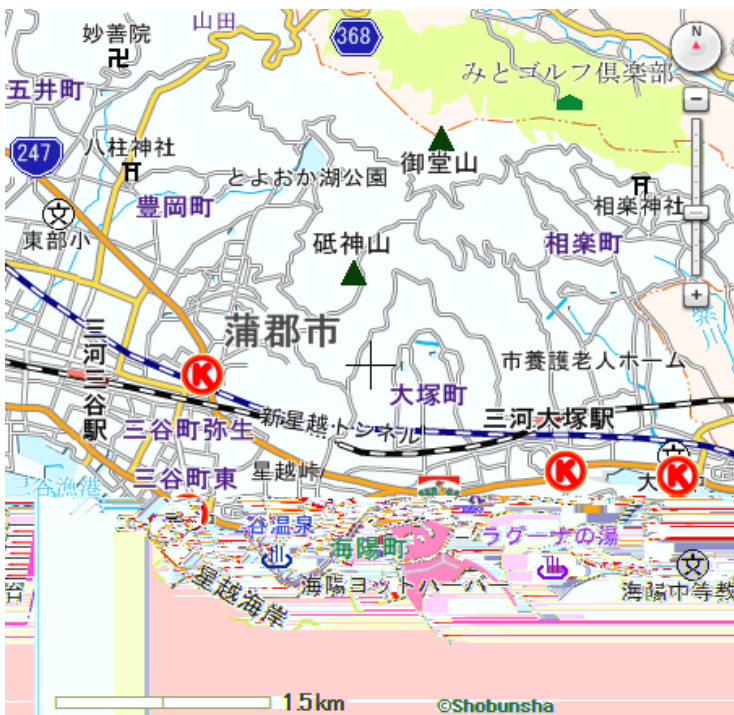 山田
368
妙善院
みとゴルフ倶楽部
五井町
N
247
八柱神社
御堂山
とよおか湖公園
相楽神社
豊岡町
東部小
砥神山
相楽町
蒲郡市
三河三谷駅
市養護老人ホーム
大塚町
新星越トンネル
三河大塚駅
三谷町弥生
星越峠
三谷町東
K
K
K
大
三谷漁港
谷温泉
海陽町
ラグーナの湯
星越海岸
海陽ヨットハーバー
海陽中等教
1.5km
©Shobunsha